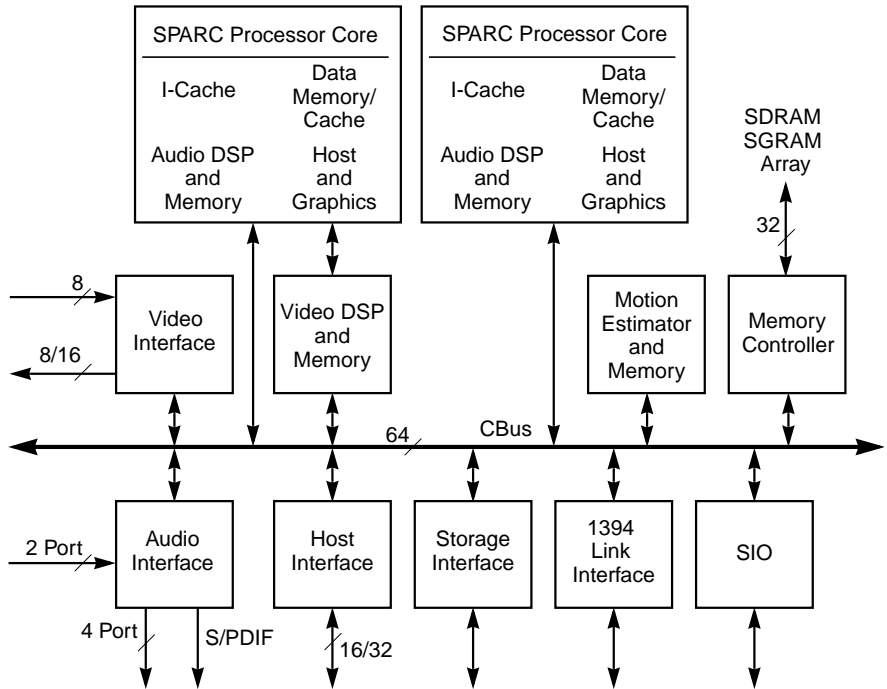 SPARC Processor Core
I-Cache
Data
Memory/
Cache
Audio DSP
and
Memory
Host
and
Graphics
SPARC Processor Core
I-Cache
Data
Memory/
Cache
Audio DSP
and
Memory
Host
and
Graphics
SDRAM
SGRAM
Array
32
8
8/16
Video
Interface
Video DSP
and
Memory
Motion
Estimator
and
Memory
Memory
Controller
64
CBus
2 Port
Audio
Interface
Host
Interface
Storage
Interface
1394
Link
Interface
SIO
4 Port
S/PDIF
16/32